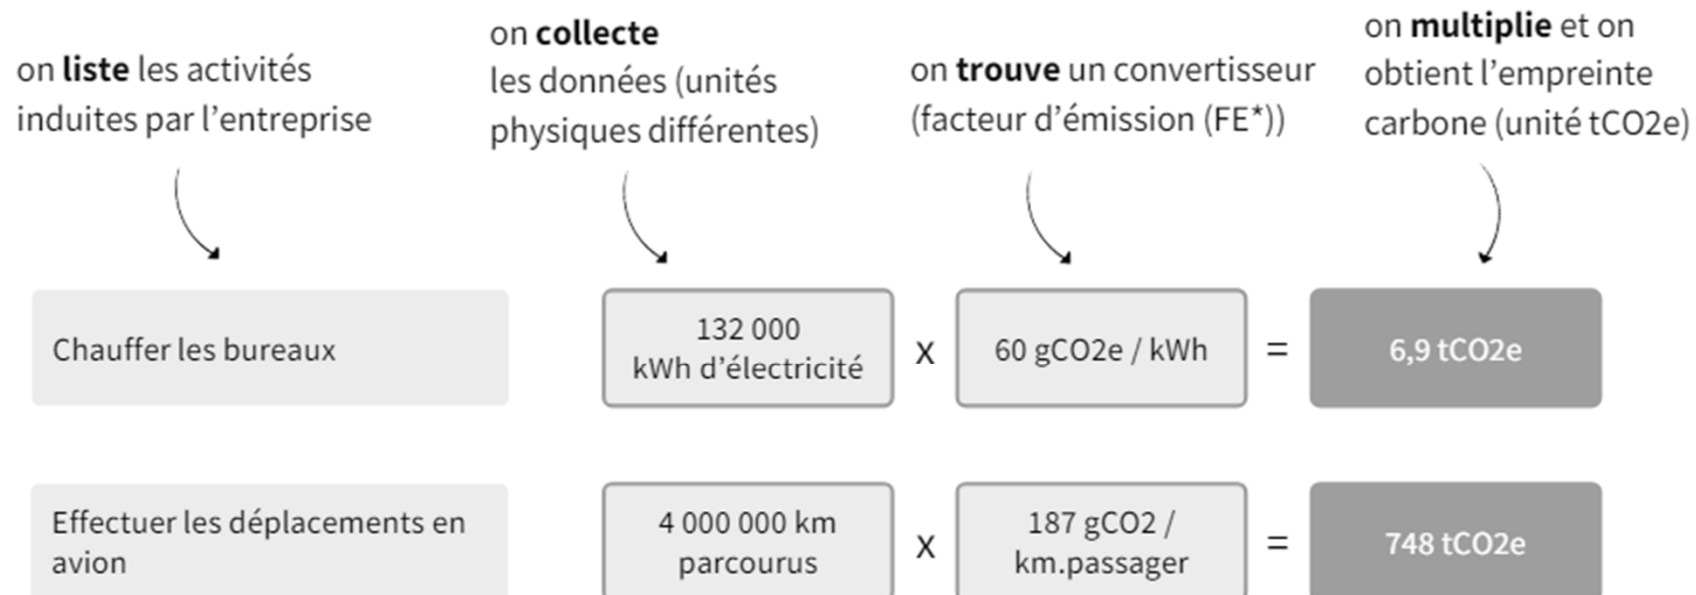 on liste les activités
induites par l'entreprise
on collecte
les données (unités
physiques différentes)
on trouve un convertisseur
(facteur d'émission (FE*))
on multiplie et on
obtient l'empreinte
carbone (unité tCO2e)
Chauffer les bureaux
132 000
kWh d'électricité
x
60 gCO2e / kWh
=
6,9 tCO2e
Effectuer les déplacements en
avion
4 000 000 km
parcourus
x
187 gCO2 /
km.passager
=
748 tCO2e